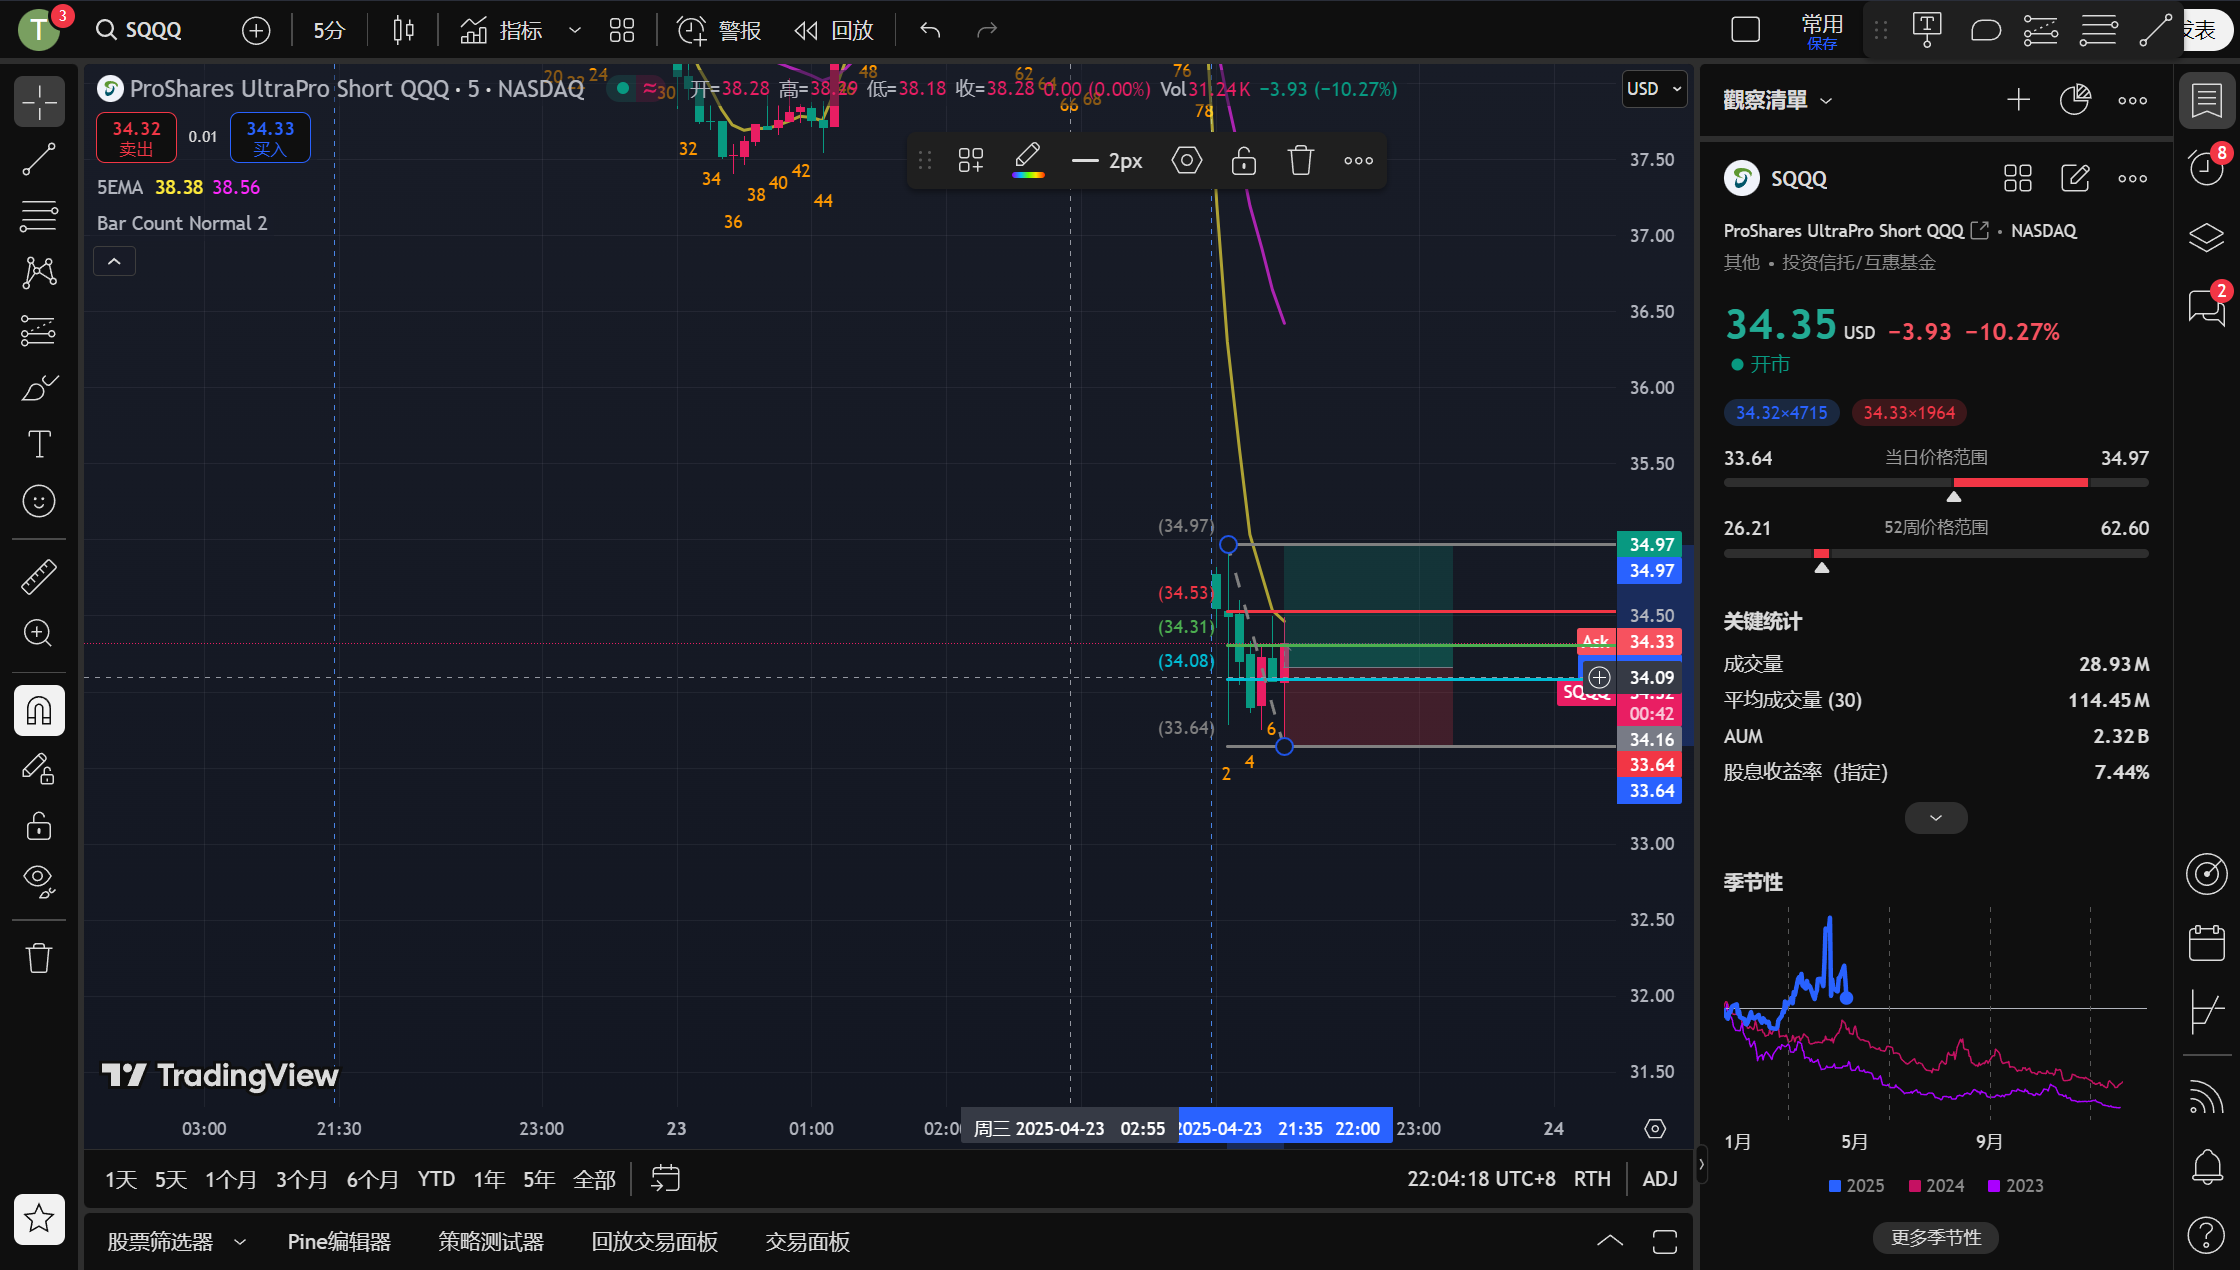 T 3 SQQQ 5分 指标 警报 回放 常用 发表
保存
ProShares UltraPro Short QQQ · 5 · NASDAQ 开=38.28 高=38.29 低=38.18 收=38.28 0.00 (0.00%) Vol 31.24 K −3.93 (−10.27%)
20 22 24 30 48 62 64 66 68 76 78
34.32 卖出
0.01
34.33 买入
5EMA 38.38 38.56
Bar Count Normal 2
32 34 36 38 40 42 44
2px
USD
37.50
37.00
36.50
36.00
35.50
(34.97) 34.97
34.97
(34.53) 34.50
(34.31) Ask 34.33
(34.08) 34.09
SQQQ 34.32
00:42
(33.64) 34.16
33.64
33.64
2 4 6
33.00
32.50
32.00
31.50
TradingView
03:00 21:30 23:00 23 01:00 周三 2025-04-23 02:55 2025-04-23 21:35 22:00 23:00 24
1天 5天 1个月 3个月 6个月 YTD 1年 5年 全部 22:04:18 UTC+8 RTH ADJ
股票筛选器 Pine编辑器 策略测试器 回放交易面板 交易面板
觀察清單
SQQQ
ProShares UltraPro Short QQQ • NASDAQ
其他 • 投资信托/互惠基金
34.35 USD −3.93 −10.27%
开市
34.32×4715 34.33×1964
33.64 当日价格范围 34.97
26.21 52周价格范围 62.60
关键统计
成交量 28.93 M
平均成交量 (30) 114.45 M
AUM 2.32 B
股息收益率（指定） 7.44%
季节性
1月 5月 9月
2025 2024 2023
更多季节性
8
2